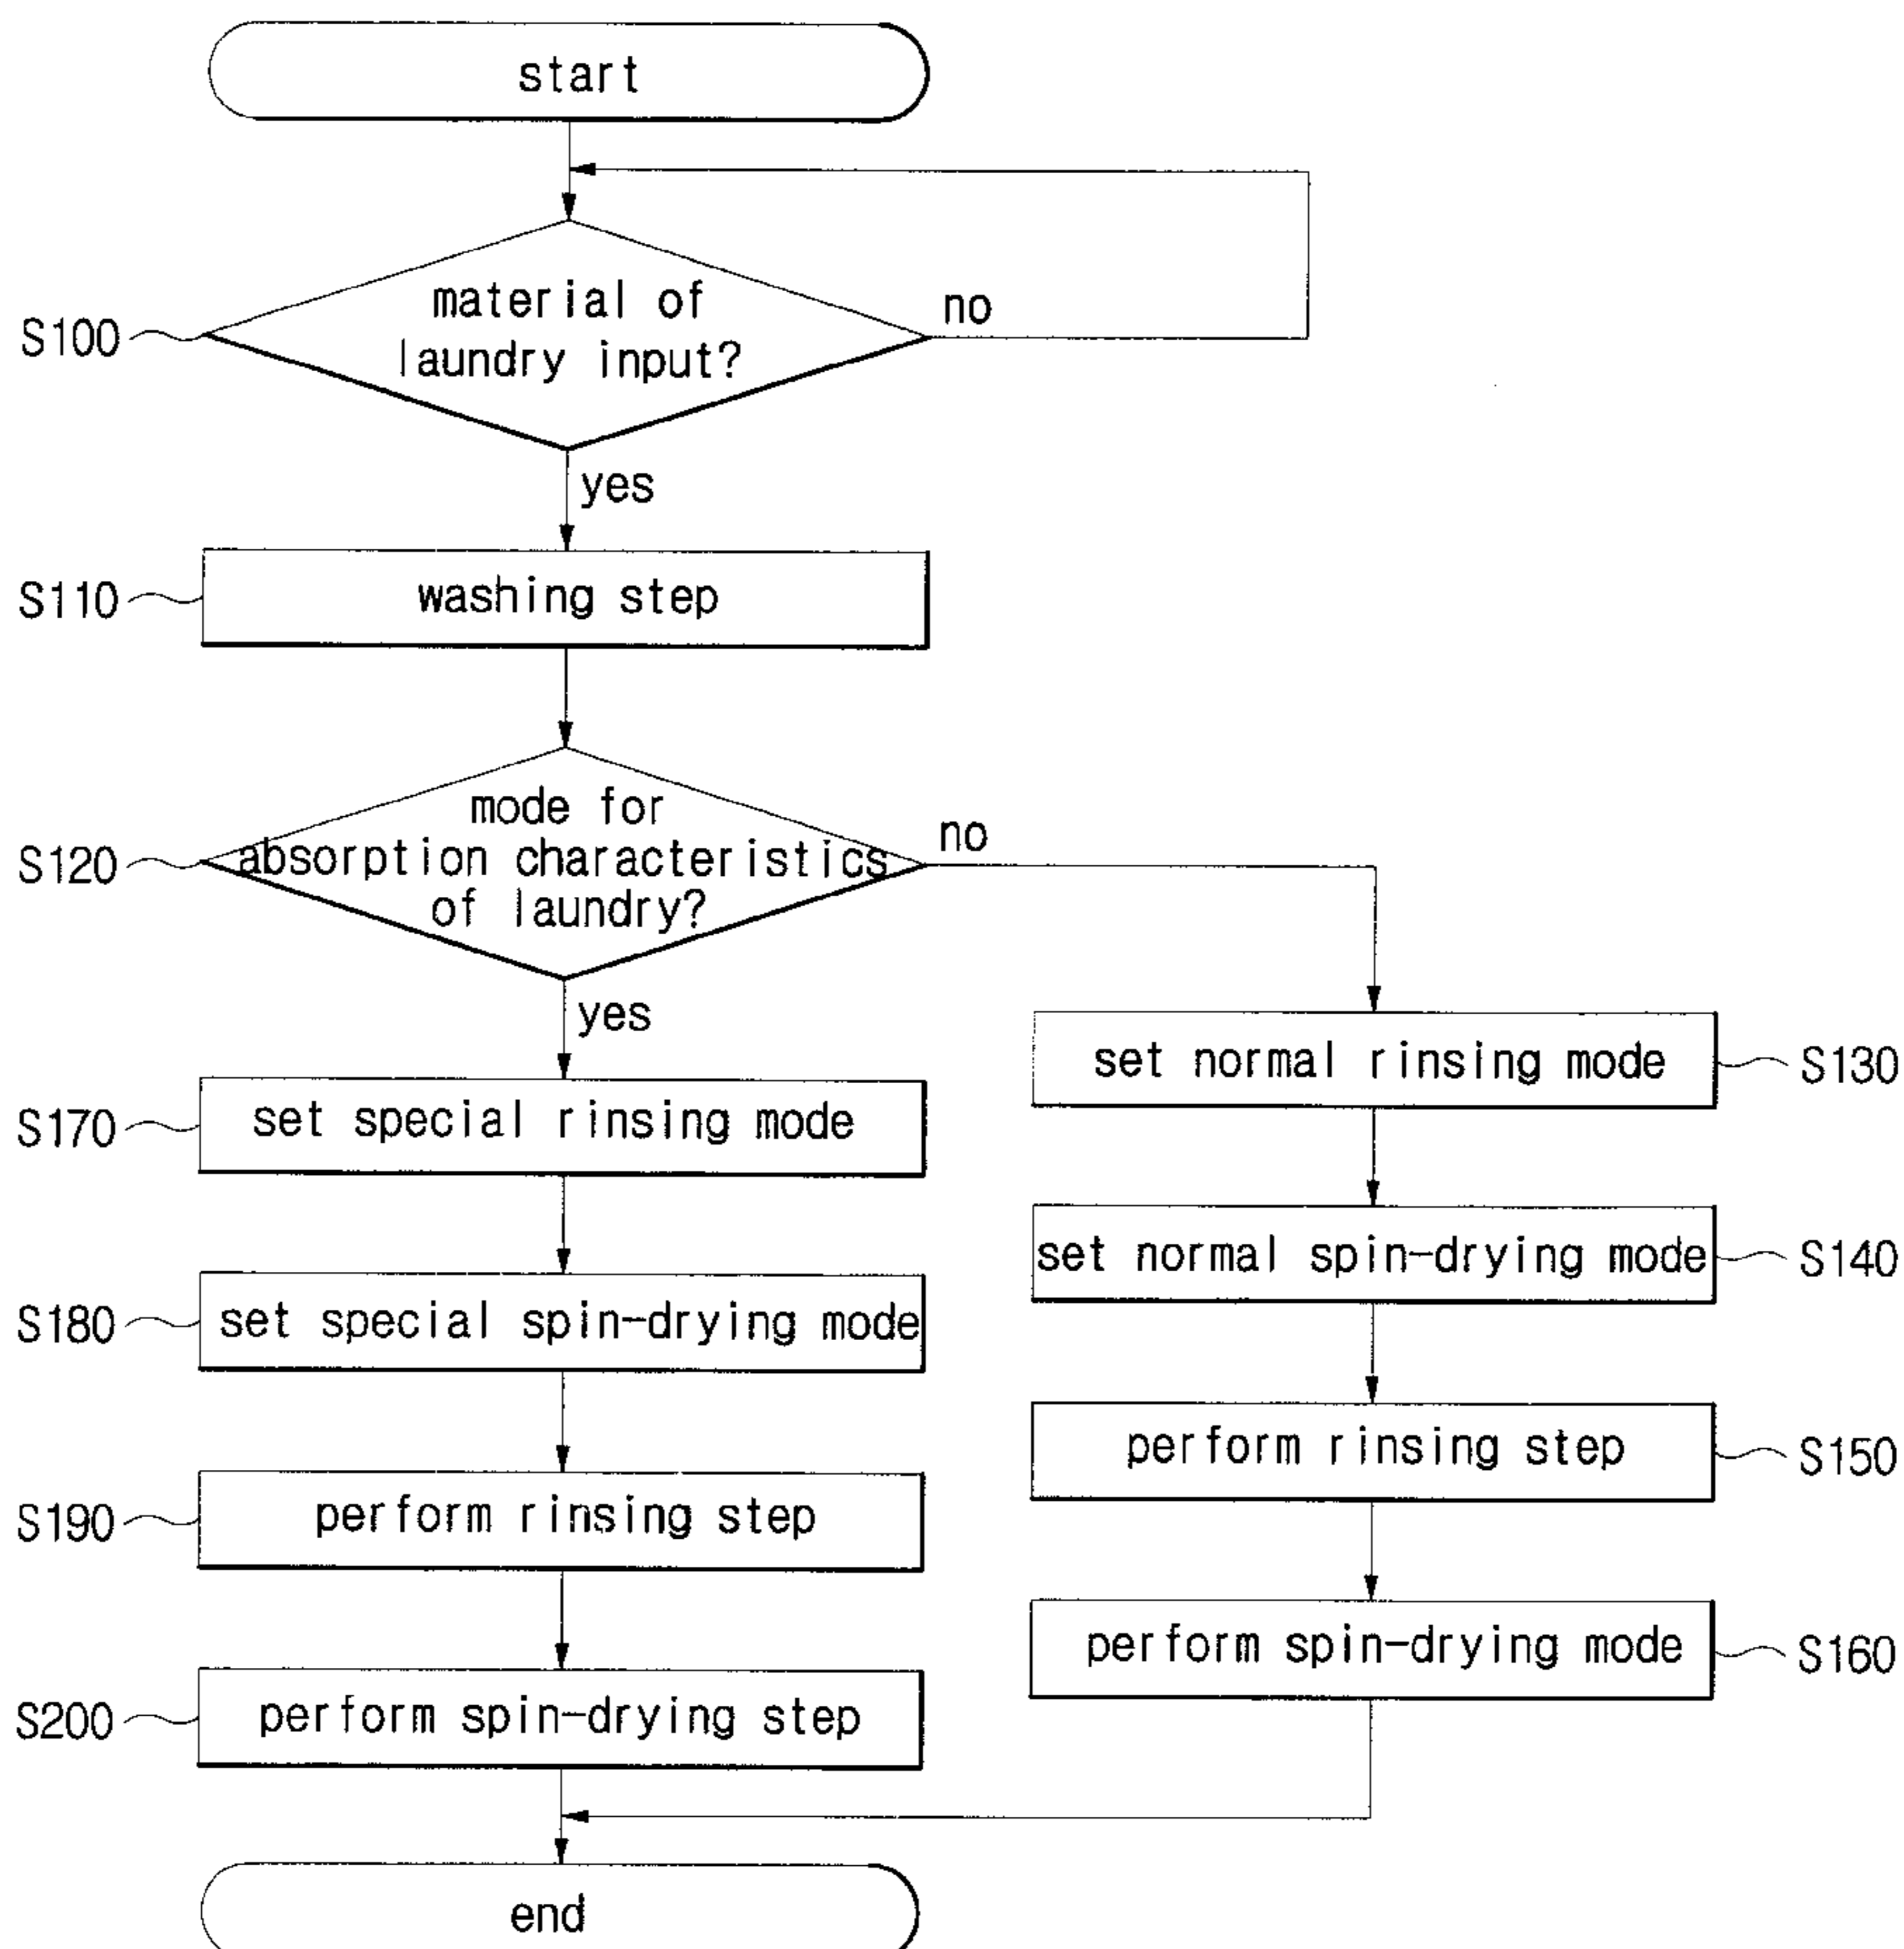 start
material of
laundry input?
no
S100
yes
S110
washing step
mode for
absorption characteristics
of laundry?
no
S120
yes
set normal rinsing mode
S130
S170
set special rinsing mode
set normal spin-drying mode
S140
S180
set special spin-drying mode
perform rinsing step
S150
S190
perform rinsing step
perform spin-drying mode
S160
S200
perform spin-drying step
end